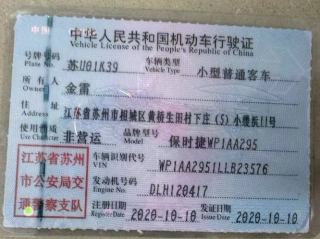 中华人民共和国机动车行驶证
Vehicle License of the People's Republic of China
号牌号码 苏U01K39 车辆类型 小型普通客车
Plate No. Vehicle Type
所有人 金雷
Owner
住址 江苏省苏州市相城区黄桥生田村下庄(S)小楼张11号
Address
使用性质 非营运 品牌型号 保时捷WP1AA295
Use Character Model
江苏省苏州
市公安局交
通警察支队
车辆识别代号 WP1AA2951LLB23576
VIN
发动机号码 DLH120417
Engine No.
注册日期 2020-10-10 发证日期 2020-10-10
Register Date Issue Date